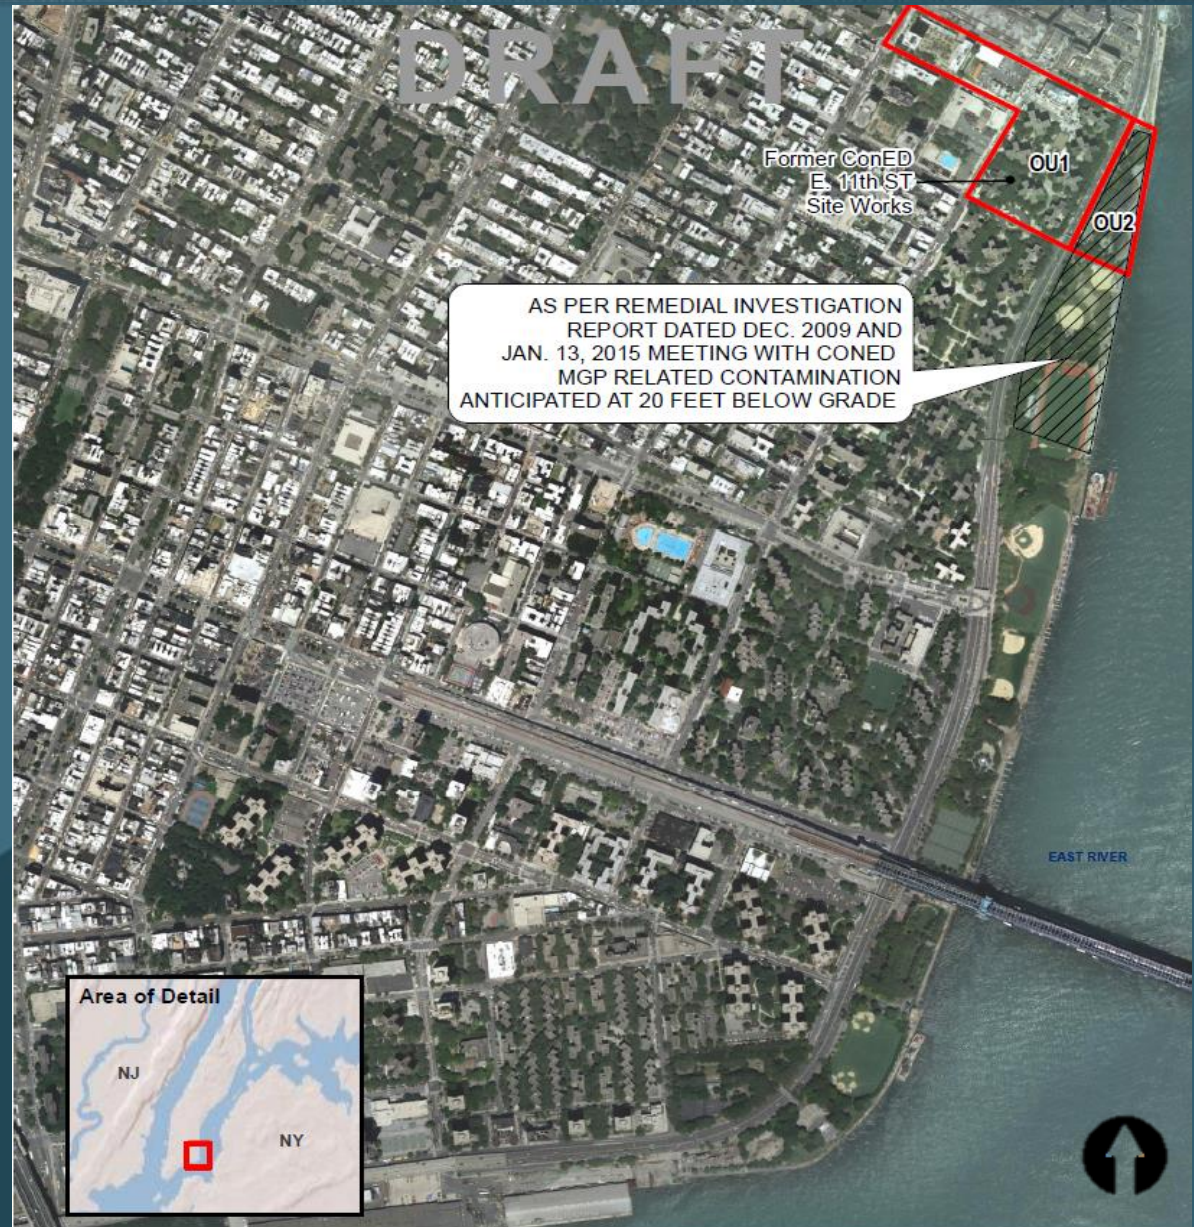 DRAFT
Former ConED
E. 11th ST
Site Works
OU1
OU2
AS PER REMEDIAL INVESTIGATION
REPORT DATED DEC. 2009 AND
JAN. 13, 2015 MEETING WITH CONED
MGP RELATED CONTAMINATION
ANTICIPATED AT 20 FEET BELOW GRADE
EAST RIVER
Area of Detail
NJ
NY